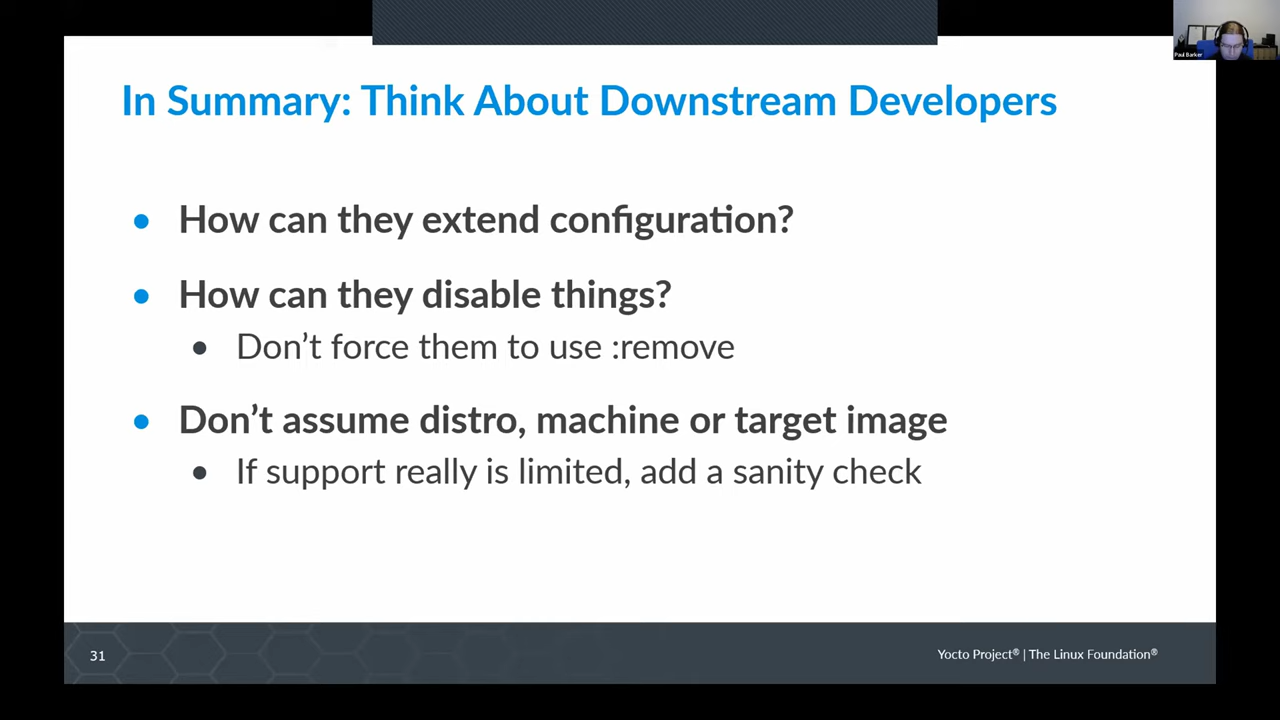 Paul Barker
In Summary: Think About Downstream Developers
• How can they extend configuration?
• How can they disable things?
• Don’t force them to use :remove
• Don’t assume distro, machine or target image
• If support really is limited, add a sanity check
31
Yocto Project® | The Linux Foundation®